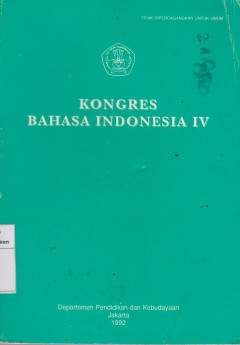 TIDAK DIPERDAGANGKAN UNTUK UMUM
KONGRES
BAHASA INDONESIA IV
Departemen Pendidikan dan Kebudayaan
Jakarta
1992